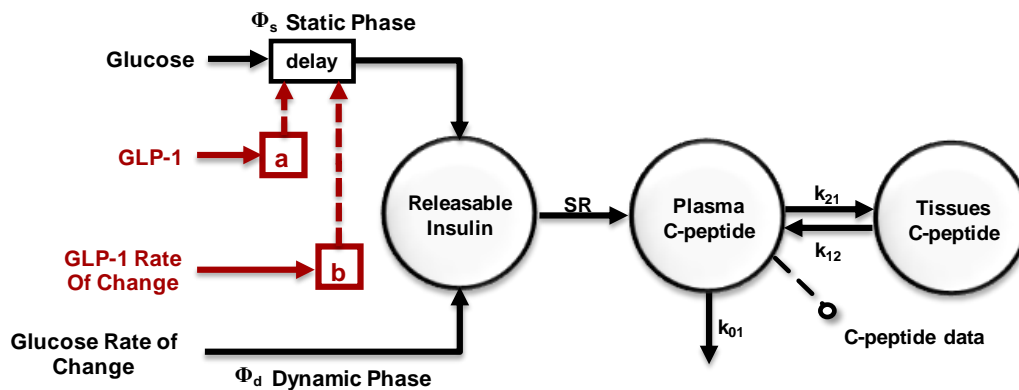 Φs Static Phase
Glucose
delay
GLP-1
a
GLP-1 Rate
Of Change
b
Glucose Rate of
Change
Φd Dynamic Phase
Releasable
Insulin
SR
Plasma
C-peptide
k21
k12
Tissues
C-peptide
k01
C-peptide data